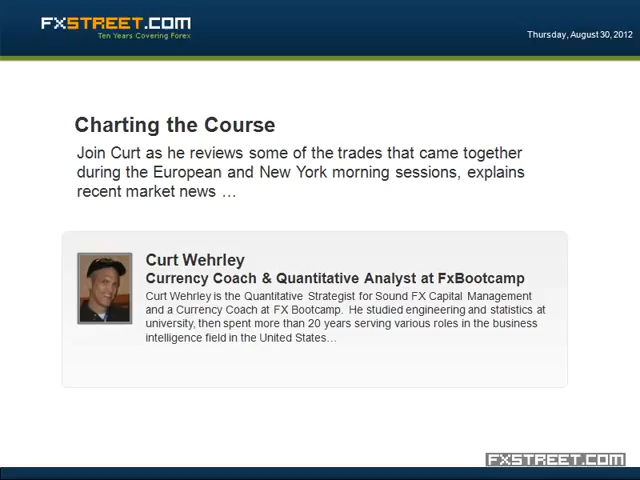 FXSTREET.COM
Ten Years Covering Forex
Thursday, August 30, 2012
Charting the Course
Join Curt as he reviews some of the trades that came together
during the European and New York morning sessions, explains
recent market news …
Curt Wehrley
Currency Coach & Quantitative Analyst at FxBootcamp
Curt Wehrley is the Quantitative Strategist for Sound FX Capital Management
and a Currency Coach at FX Bootcamp. He studied engineering and statistics at
university, then spent more than 20 years serving various roles in the business
intelligence field in the United States…
FXSTREET.COM